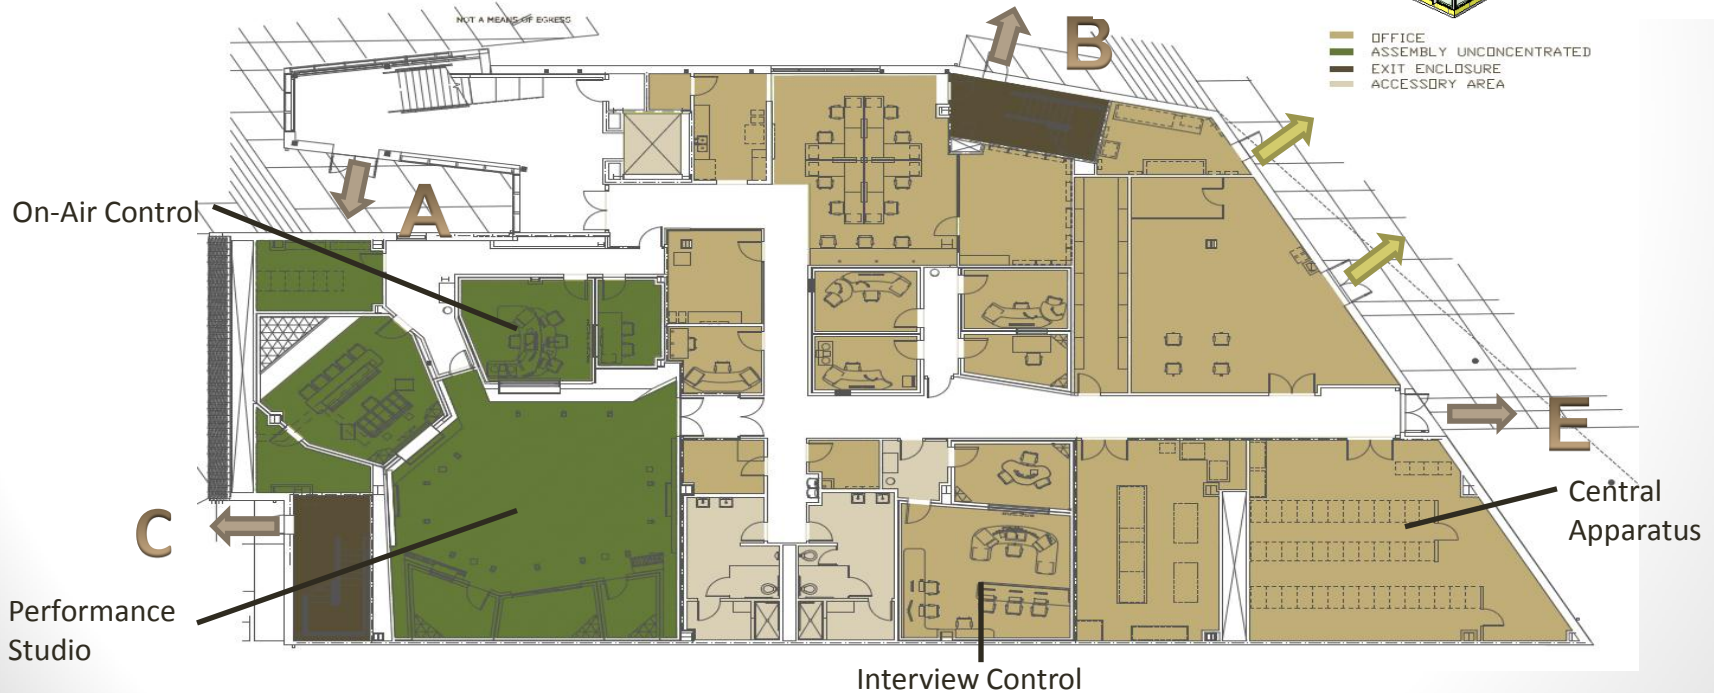 NOT A MEANS OF EGRESS
B
OFFICE
ASSEMBLY UNCONCENTRATED
EXIT ENCLOSURE
ACCESSORY AREA
On-Air Control
A
E
C
Central
Apparatus
Performance
Studio
Interview Control